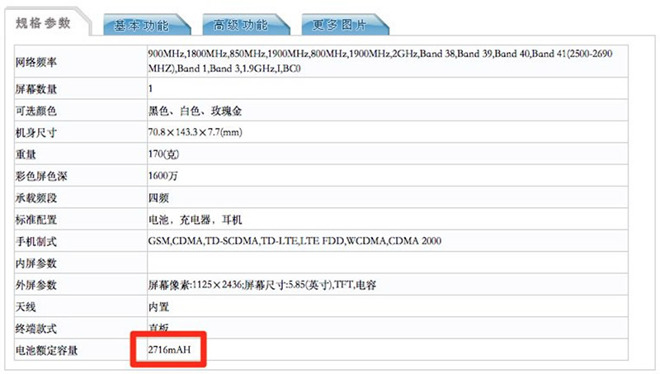 规格参数 基本功能 高级功能 更多图片
网络频率 900MHz,1800MHz,850MHz,1900MHz,800MHz,1900MHz,2GHz,Band 38,Band 39,Band 40,Band 41(2500-2690
MHZ),Band 1,Band 3,1.9GHz,I,BC0
屏幕数量 1
可选颜色 黑色、白色、玫瑰金
机身尺寸 70.8×143.3×7.7(mm)
重量 170(克)
彩色屏色深 1600万
承载频段 四频
标准配置 电池，充电器，耳机
手机制式 GSM,CDMA,TD-SCDMA,TD-LTE,LTE FDD,WCDMA,CDMA 2000
内屏参数
外屏参数 屏幕像素:1125×2436;屏幕尺寸:5.85(英寸),TFT,电容
天线 内置
终端款式 直板
电池额定容量 2716mAH